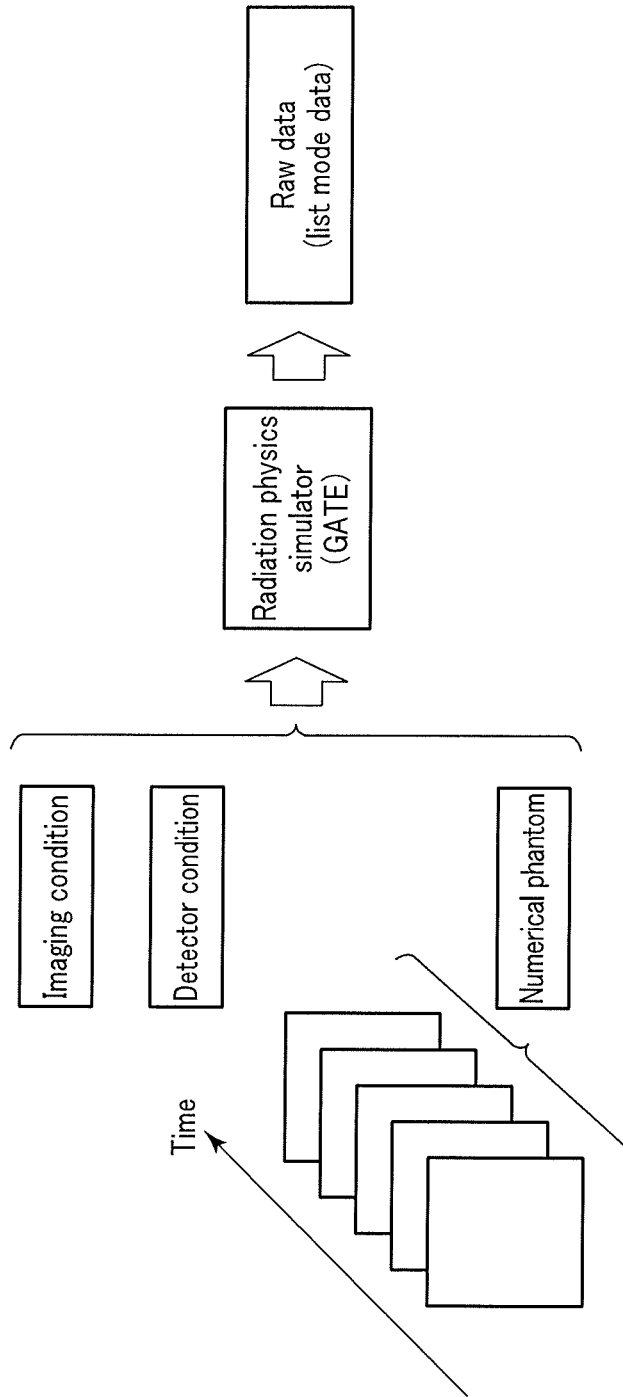 Imaging condition
Detector condition
Time
Numerical phantom
Radiation physics
simulator
(GATE)
Raw data
(list mode data)